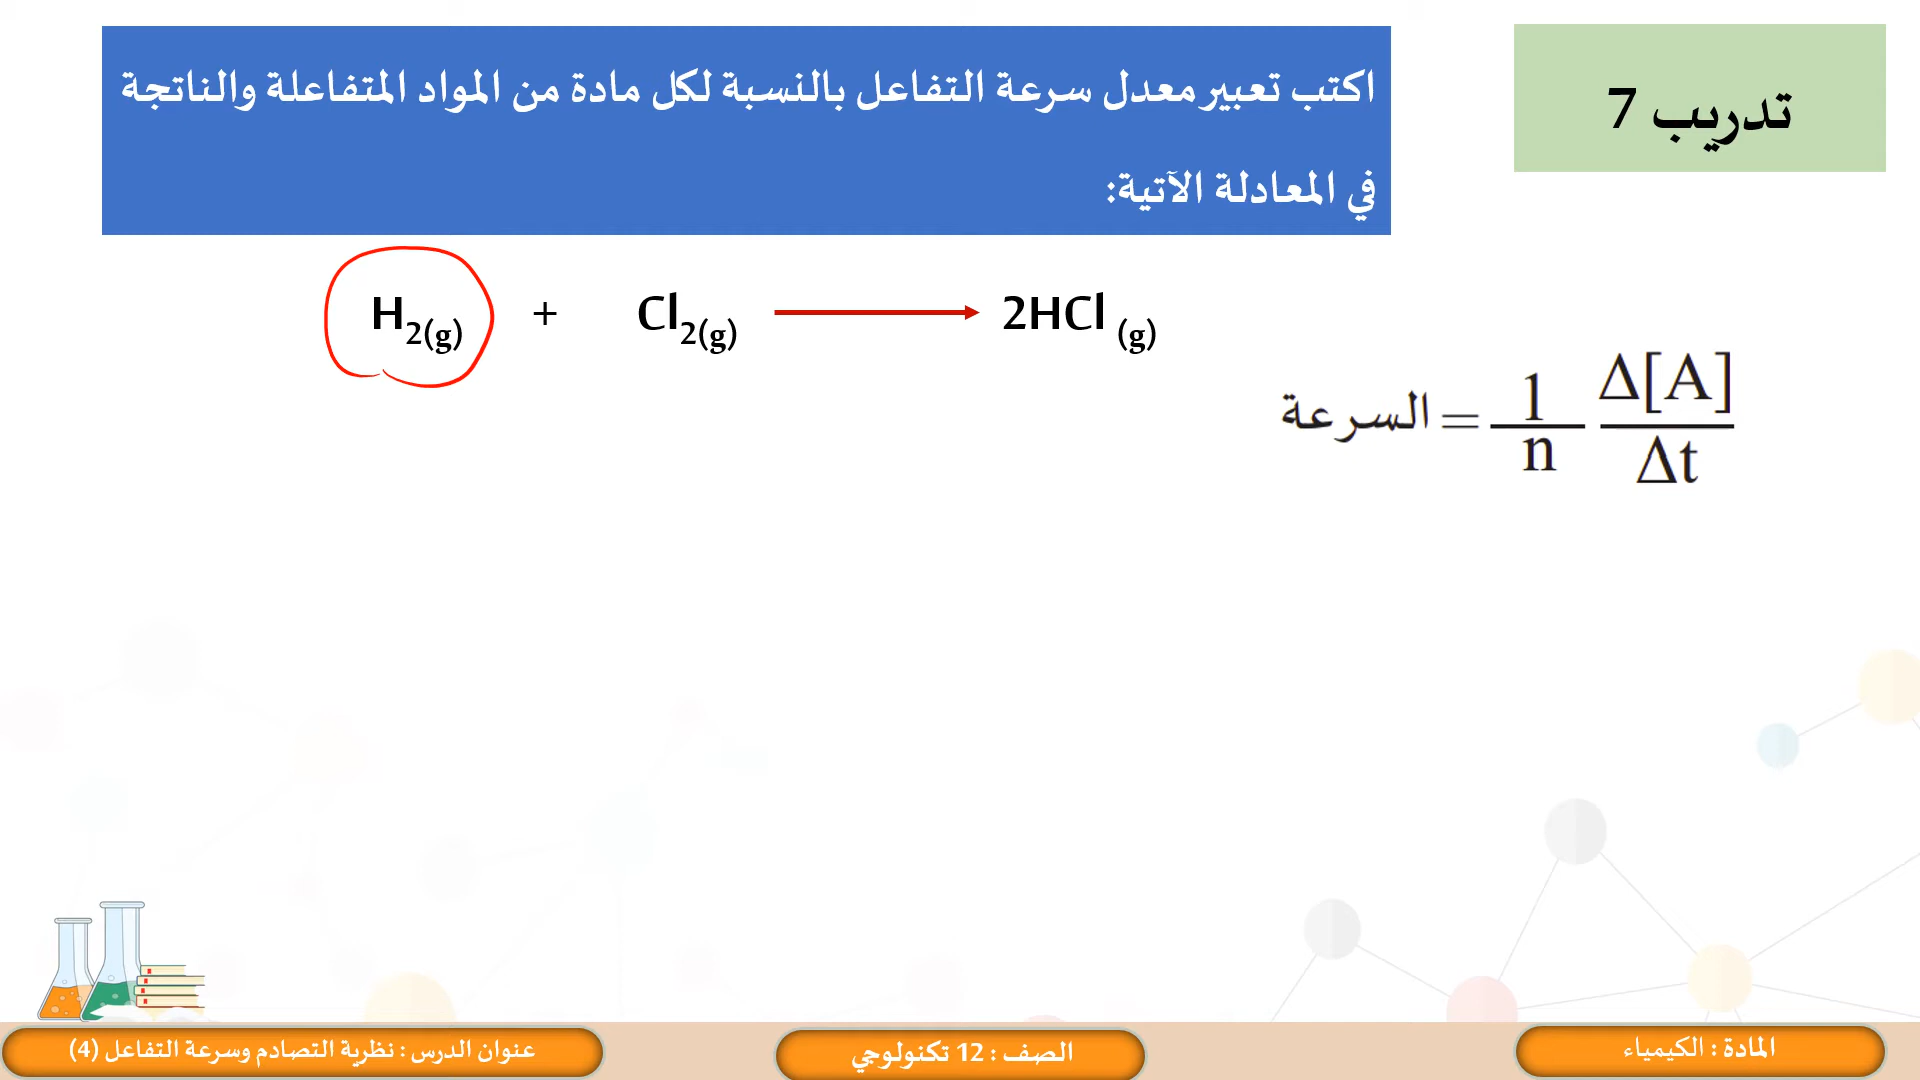 تدريب 7
اكتب تعبير معدل سرعة التفاعل بالنسبة لكل مادة من المواد المتفاعلة والناتجة
في المعادلة الآتية:
H2(g) + Cl2(g) → 2HCl (g)
السرعة = 1/n Δ[A]/Δt
المادة : الكيمياء
الصف : 12 تكنولوجي
عنوان الدرس : نظرية التصادم وسرعة التفاعل (4)